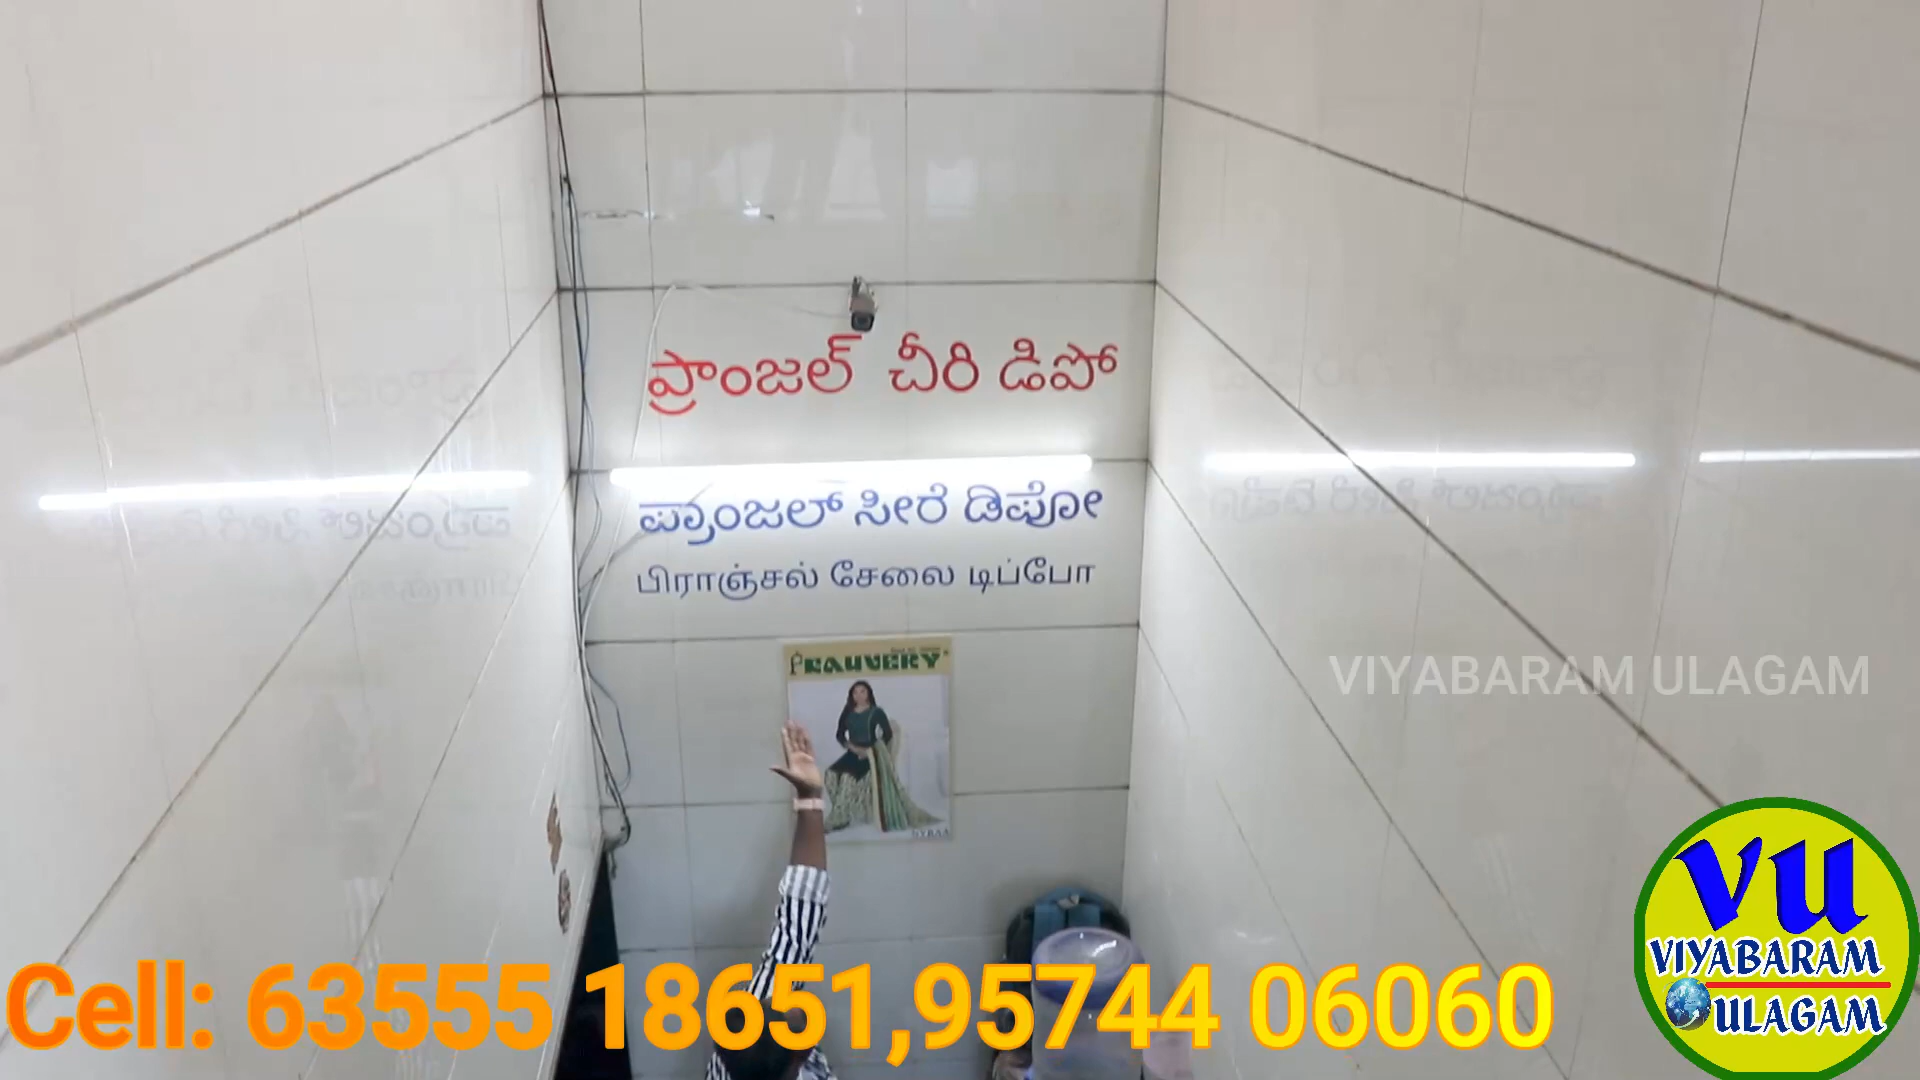 ప్రాంజల్ చీరి డిపో
ಪ್ರಾಂಜಲ್ ಸೀರೆ ಡಿಪೋ
பிராஞ்சல் சேலை டிப்போ
KAUVERY
VIYABARAM ULAGAM
VU
VIYABARAM
ULAGAM
Cell: 63555 18651,95744 06060